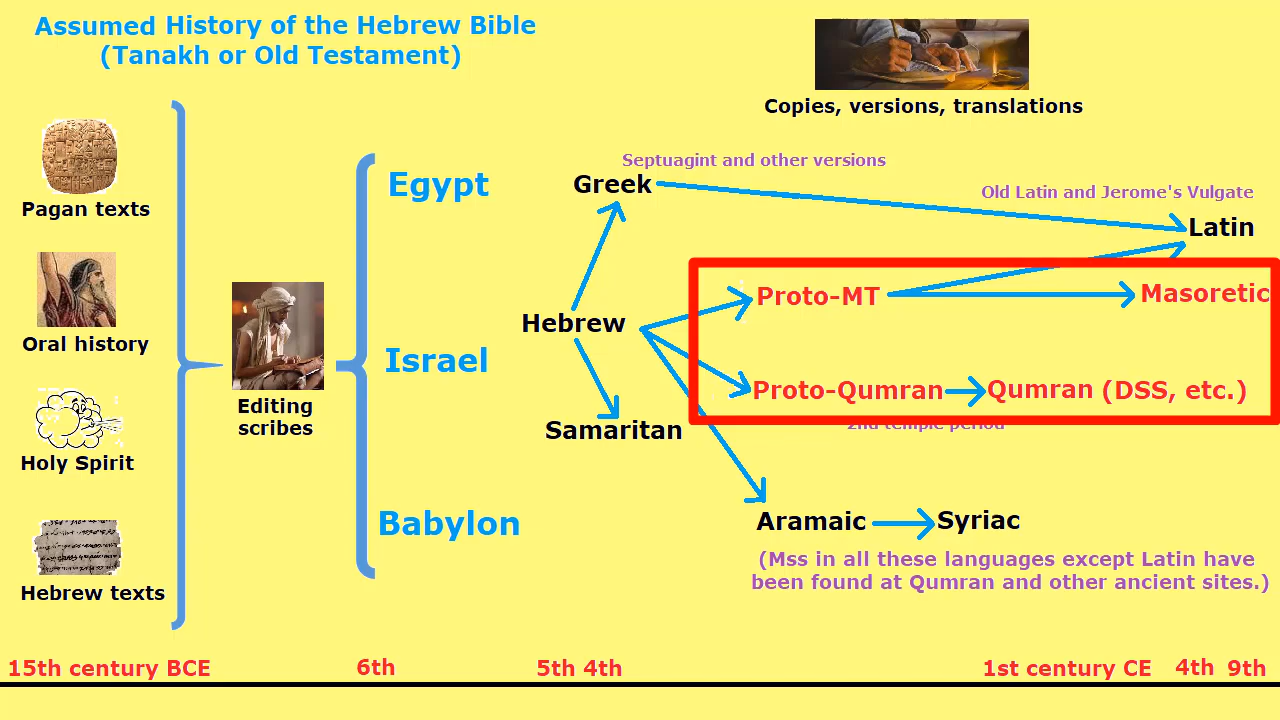 Assumed History of the Hebrew Bible
(Tanakh or Old Testament)
Copies, versions, translations
Pagan texts
Oral history
Holy Spirit
Hebrew texts
Editing
scribes
Egypt
Israel
Babylon
Septuagint and other versions
Greek
Old Latin and Jerome's Vulgate
Latin
Hebrew
Proto-MT
Masoretic
Proto-Qumran
Qumran (DSS, etc.)
2nd temple period
Samaritan
Aramaic
Syriac
(Mss in all these languages except Latin have
been found at Qumran and other ancient sites.)
15th century BCE
6th
5th 4th
1st century CE
4th
9th